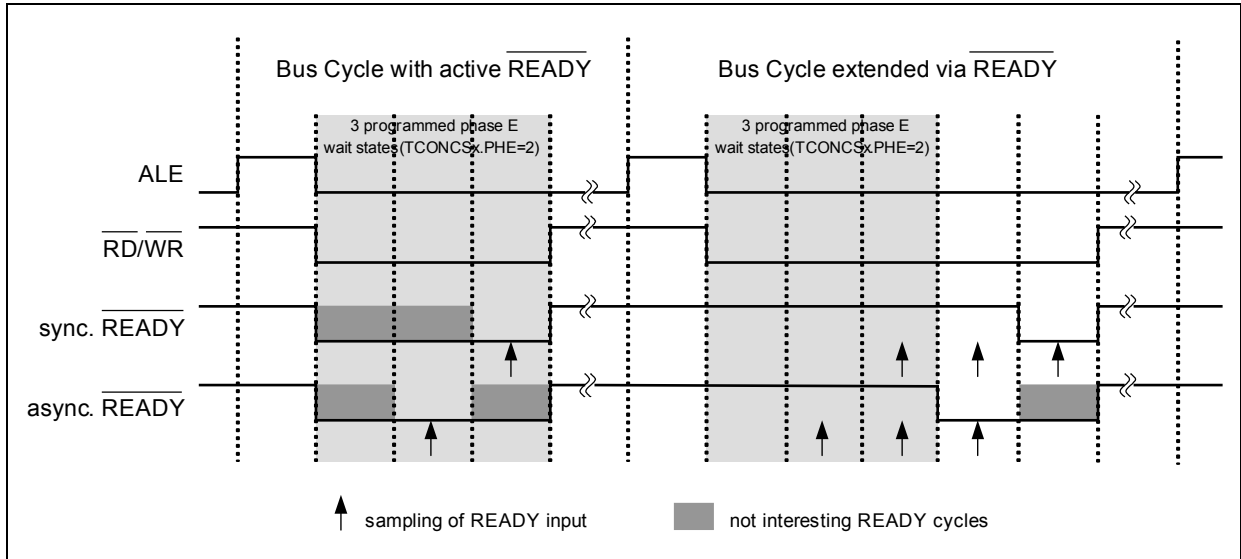 Bus Cycle with active READY
Bus Cycle extended via READY
3 programmed phase E
wait states(TCONCSx.PHE=2)
3 programmed phase E
wait states(TCONCSx.PHE=2)
ALE
RD/WR
sync. READY
async. READY
sampling of READY input
not interesting READY cycles